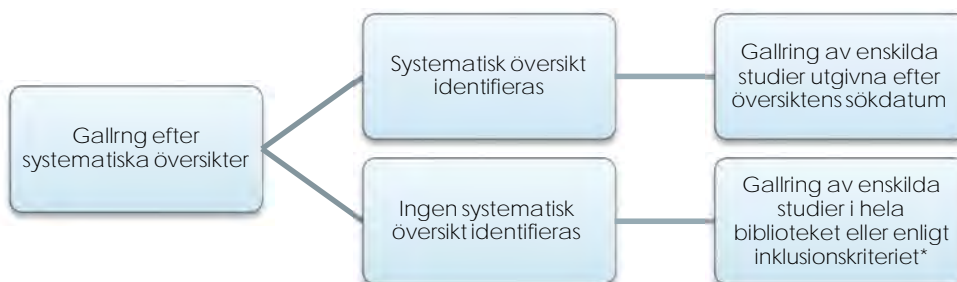 Gallrng efter
systematiska översikter
Systematisk översikt
identifieras
Gallring av enskilda
studier utgivna efter
översiktens sökdatum
Ingen systematisk
översikt identifieras
Gallring av enskilda
studier i hela
biblioteket eller enligt
inklusionskriteriet*